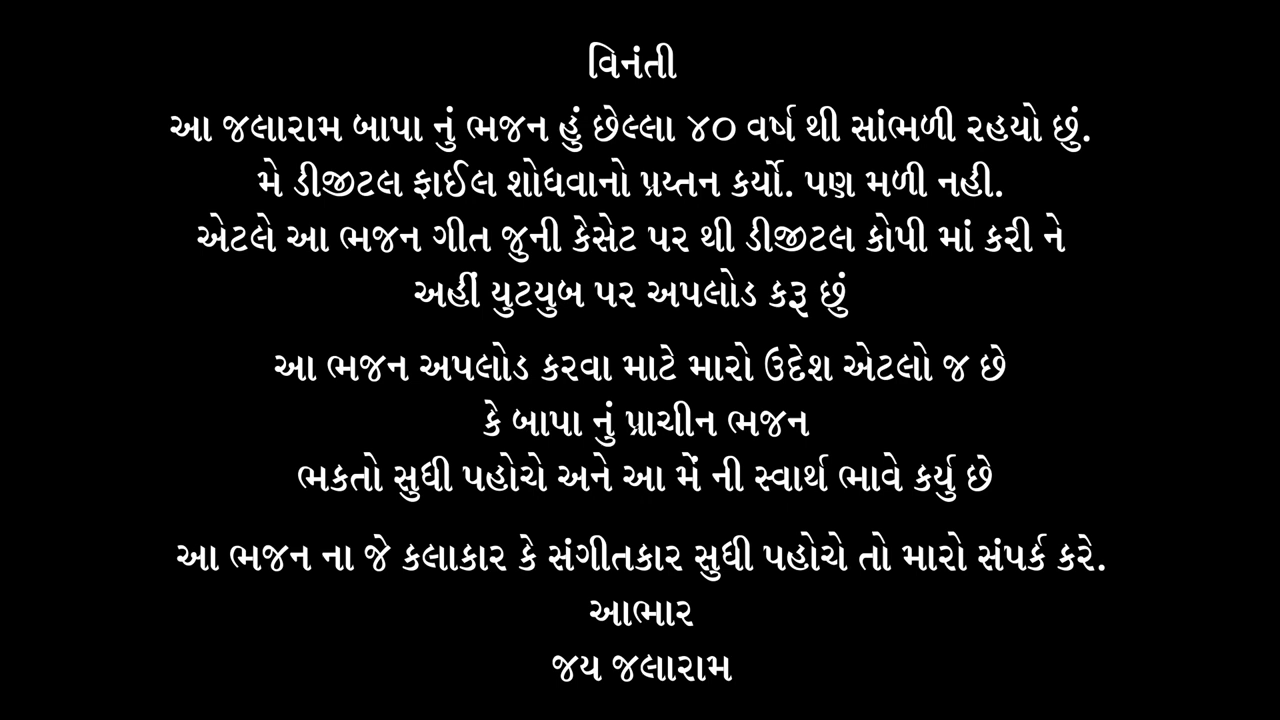 વિનંતી
આ જલારામ બાપા નું ભજન હું છેલ્લા ૪૦ વર્ષ થી સાંભળી રહયો છું.
મે ડીજીટલ ફાઈલ શોધવાનો પ્રય્તન કર્યો. પણ મળી નહી.
એટલે આ ભજન ગીત જુની કેસેટ પર થી ડીજીટલ કોપી માં કરી ને
અહીં યુટયુબ પર અપલોડ કરૂ છું
આ ભજન અપલોડ કરવા માટે મારો ઉદેશ એટલો જ છે
કે બાપા નું પ્રાચીન ભજન
ભકતો સુધી પહોચે અને આ મેં ની સ્વાર્થ ભાવે કર્યુ છે
આ ભજન ના જે કલાકાર કે સંગીતકાર સુધી પહોચે તો મારો સંપર્ક કરે.
આભાર
જય જલારામ